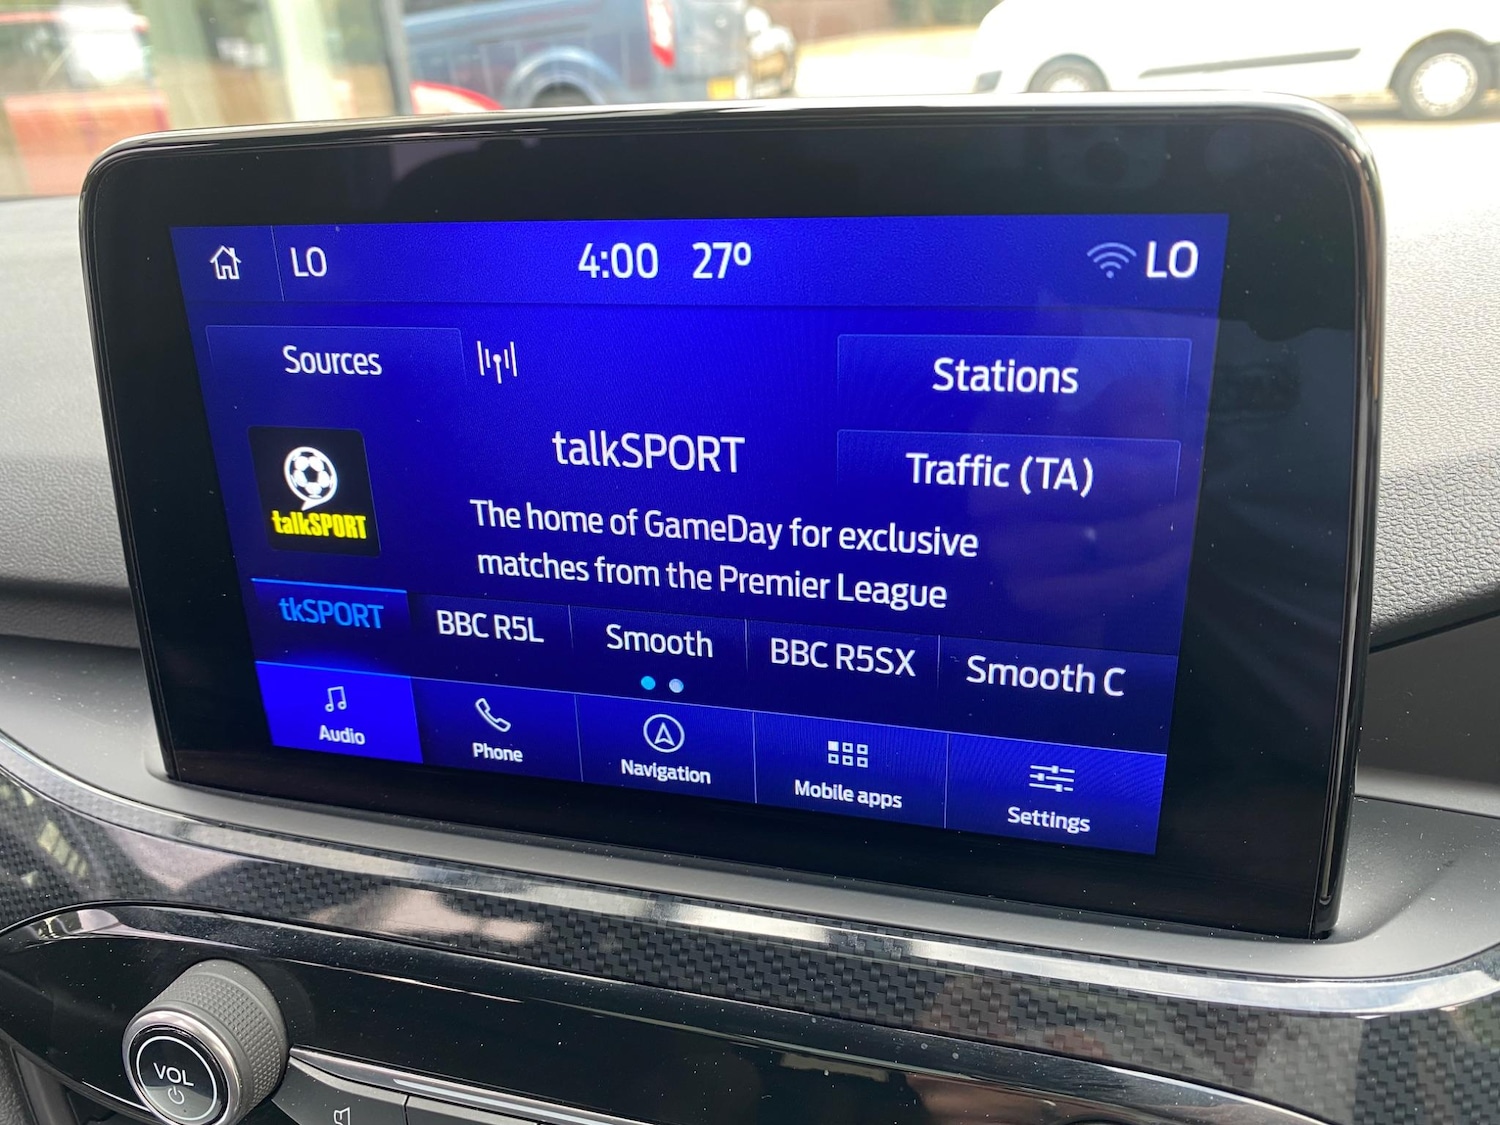 LO
4:00 27°
LO
Sources
Stations
talkSPORT
Traffic (TA)
talkSPORT
The home of GameDay for exclusive
matches from the Premier League
tkSPORT
BBC R5L
Smooth
BBC R5SX
Smooth C
Audio
Phone
Navigation
Mobile apps
Settings
VOL